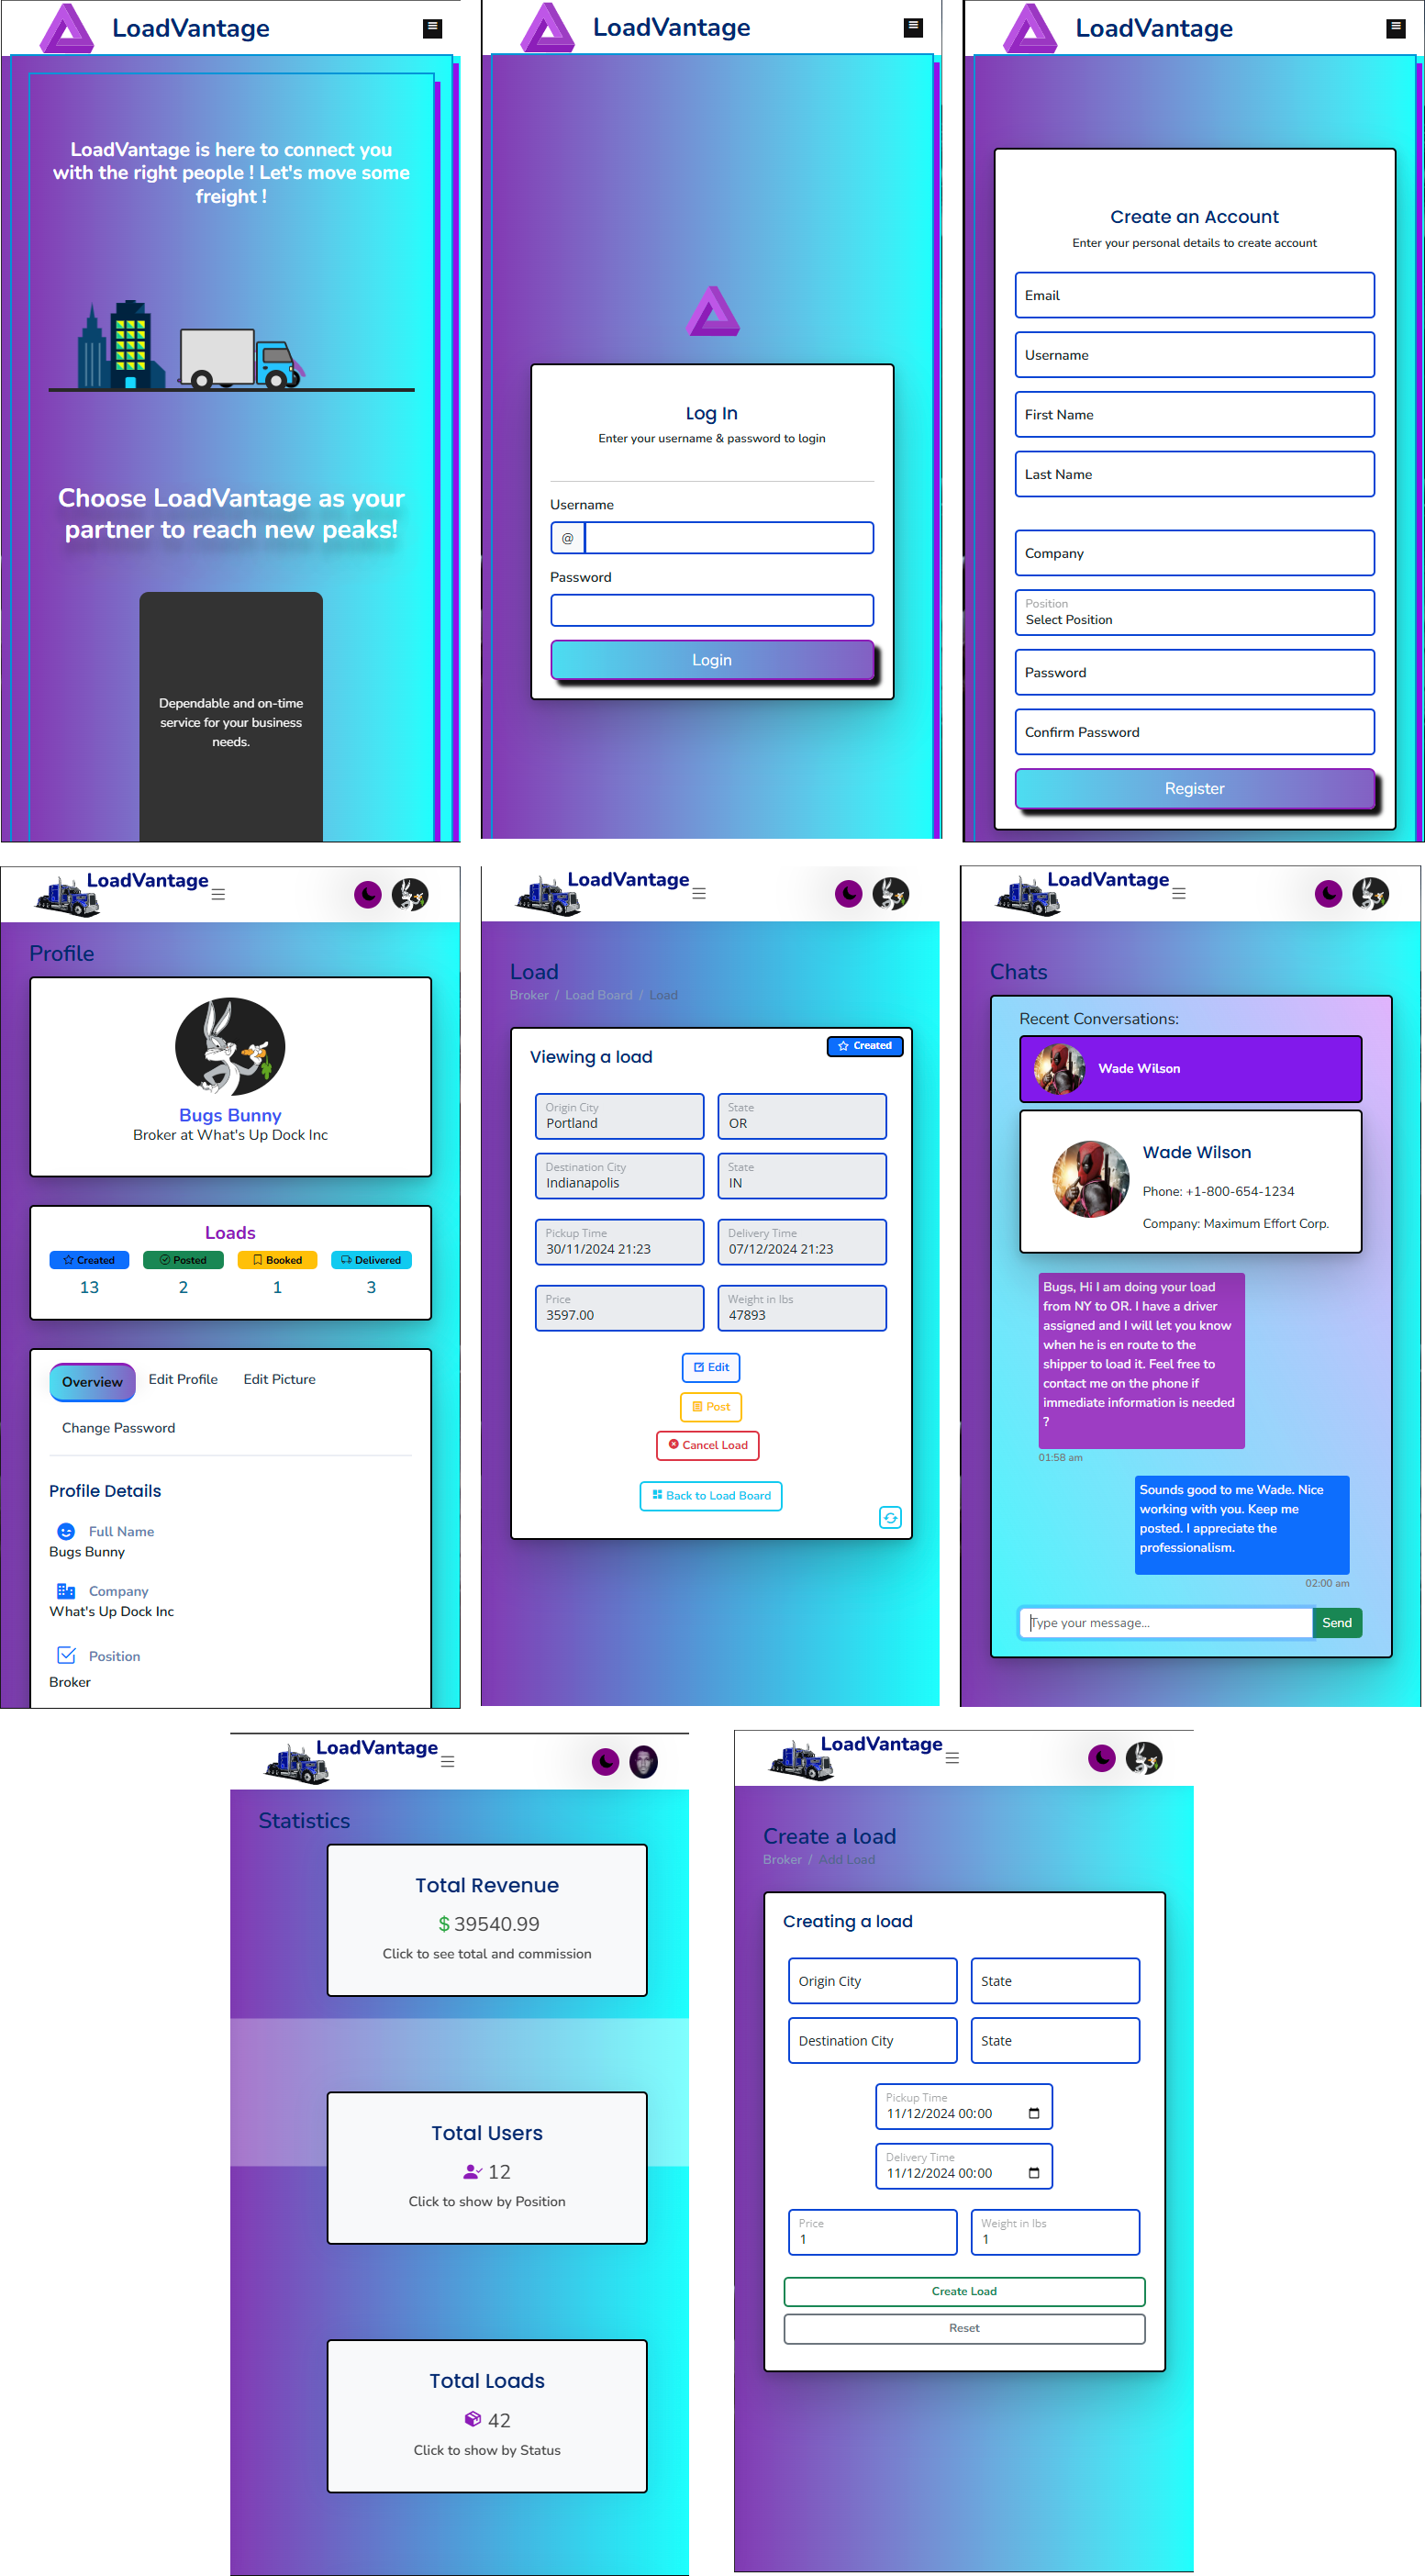 LoadVantage
LoadVantage is here to connect you
with the right people ! Let's move some
freight !
Choose LoadVantage as your
partner to reach new peaks!
Dependable and on-time
service for your business
needs.
LoadVantage
Log In
Enter your username & password to login
Username
@
Password
Login
LoadVantage
Create an Account
Enter your personal details to create account
Email
Username
First Name
Last Name
Company
Position
Select Position
Password
Confirm Password
Register
LoadVantage
Profile
Bugs Bunny
Broker at What's Up Dock Inc
Loads
Created Posted Booked Delivered
13 2 1 3
Overview Edit Profile Edit Picture
Change Password
Profile Details
Full Name
Bugs Bunny
Company
What's Up Dock Inc
Position
Broker
LoadVantage
Load
Broker / Load Board / Load
Created
Viewing a load
Origin City State
Portland OR
Destination City State
Indianapolis IN
Pickup Time Delivery Time
30/11/2024 21:23 07/12/2024 21:23
Price Weight in lbs
3597.00 47893
Edit
Post
Cancel Load
Back to Load Board
LoadVantage
Chats
Recent Conversations:
Wade Wilson
Wade Wilson
Phone: +1-800-654-1234
Company: Maximum Effort Corp.
Bugs, Hi I am doing your load
from NY to OR. I have a driver
assigned and I will let you know
when he is en route to the
shipper to load it. Feel free to
contact me on the phone if
immediate information is needed
?
01:58 am
Sounds good to me Wade. Nice
working with you. Keep me
posted. I appreciate the
professionalism.
02:00 am
Type your message...
Send
LoadVantage
Statistics
Total Revenue
$ 39540.99
Click to see total and commission
Total Users
12
Click to show by Position
Total Loads
42
Click to show by Status
LoadVantage
Create a load
Broker / Add Load
Creating a load
Origin City State
Destination City State
Pickup Time
11/12/2024 00:00
Delivery Time
11/12/2024 00:00
Price Weight in lbs
1 1
Create Load
Reset